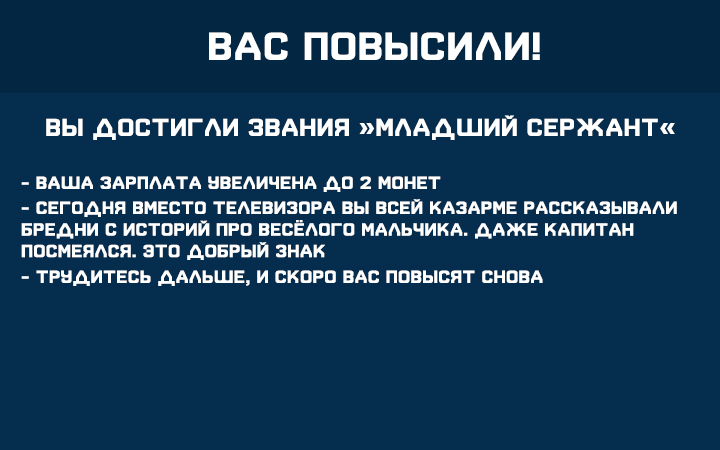 ВАС ПОВЫСИЛИ!
ВЫ ДОСТИГЛИ ЗВАНИЯ »МЛАДШИЙ СЕРЖАНТ«
- ВАША ЗАРПЛАТА УВЕЛИЧЕНА ДО 2 МОНЕТ
- СЕГОДНЯ ВМЕСТО ТЕЛЕВИЗОРА ВЫ ВСЕЙ КАЗАРМЕ РАССКАЗЫВАЛИ
БРЕДНИ С ИСТОРИЙ ПРО ВЕСЁЛОГО МАЛЬЧИКА. ДАЖЕ КАПИТАН
ПОСМЕЯЛСЯ. ЭТО ДОБРЫЙ ЗНАК
- ТРУДИТЕСЬ ДАЛЬШЕ, И СКОРО ВАС ПОВЫСЯТ СНОВА